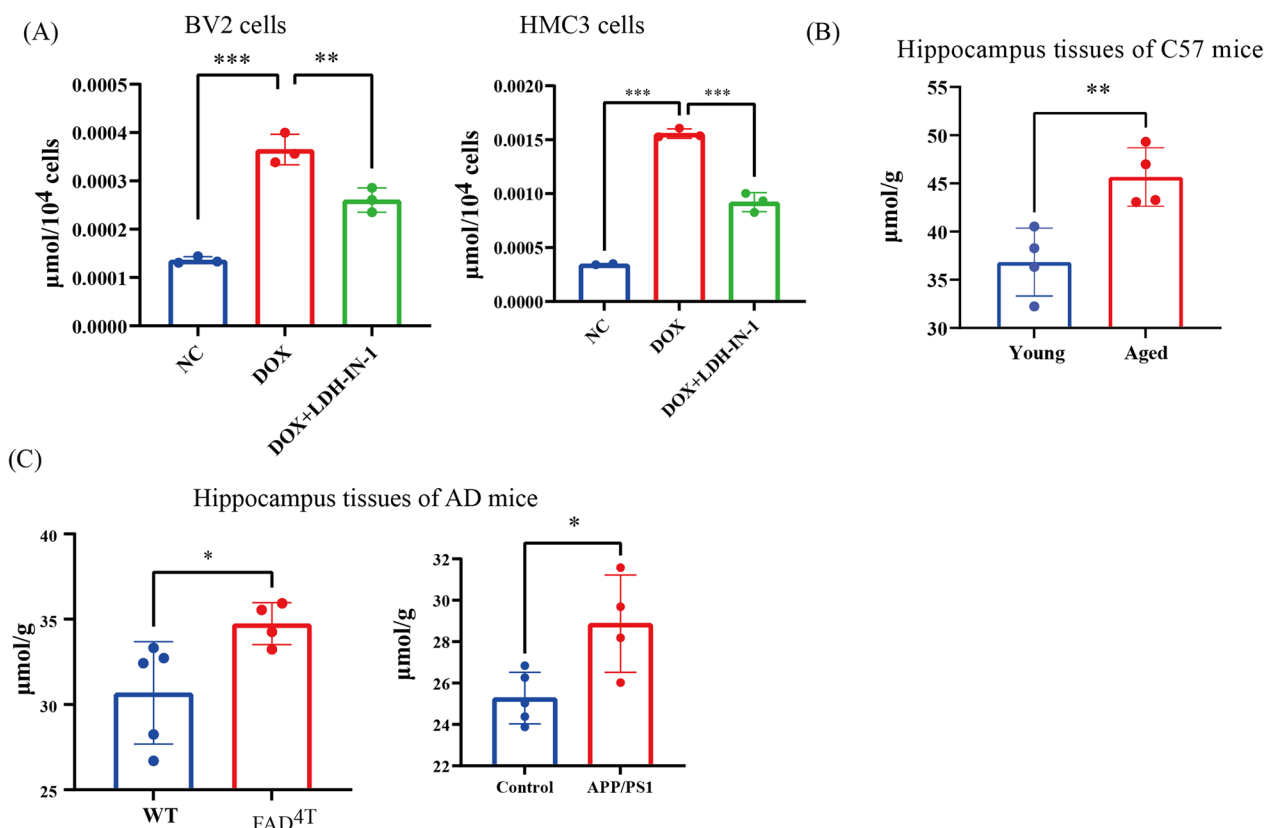 (A)
BV2 cells
HMC3 cells
(B)
Hippocampus tissues of C57 mice
μmol/10⁴ cells
0.0005
0.0004
0.0003
0.0002
0.0001
0.0000
***
**
NC
DOX
DOX+LDH-IN-1
μmol/10⁴ cells
0.0020
0.0015
0.0010
0.0005
0.0000
***
***
NC
DOX
DOX+LDH-IN-1
μmol/g
55
50
45
40
35
30
**
Young
Aged
(C)
Hippocampus tissues of AD mice
μmol/g
40
35
30
25
*
WT
FAD⁴ᵀ
μmol/g
32
30
28
26
24
22
*
Control
APP/PS1